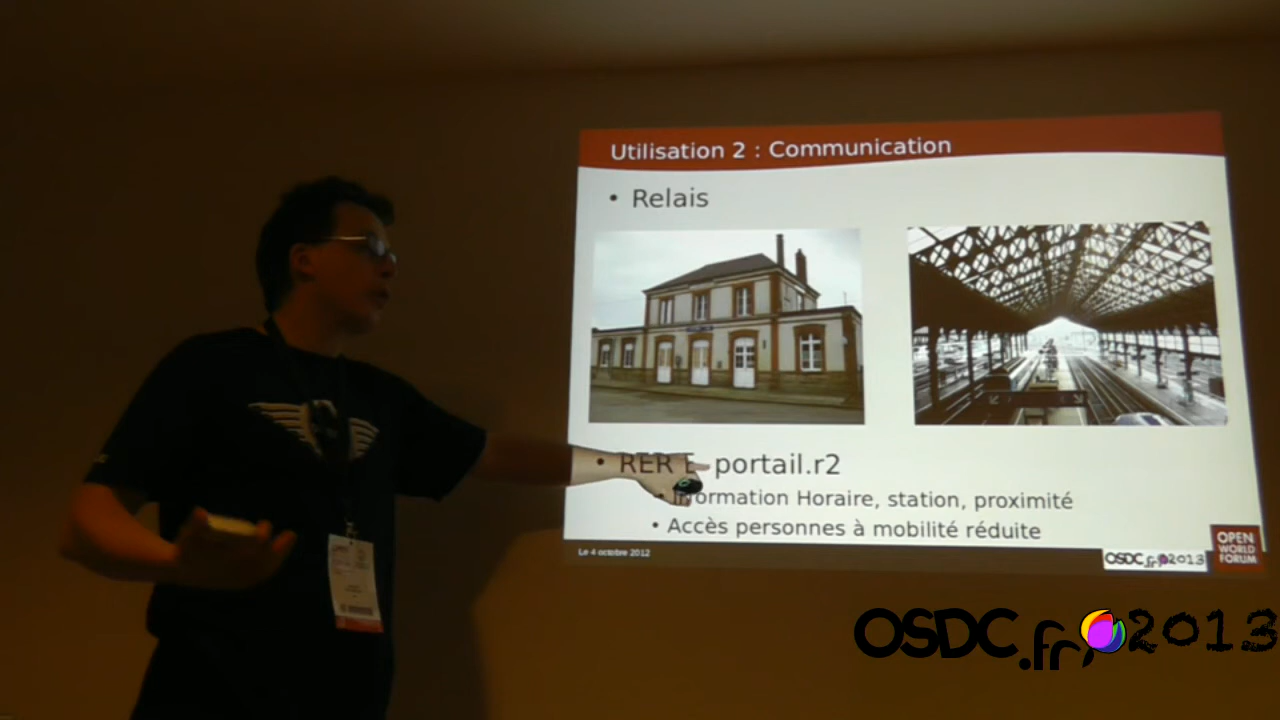 Utilisation 2 : Communication
• Relais
• RER E portail.r2
• Information Horaire, station, proximité
• Accès personnes à mobilité réduite
Le 4 octobre 2012
OSDC.fr 2013
OPEN
WORLD
FORUM
OSDC.fr 2013